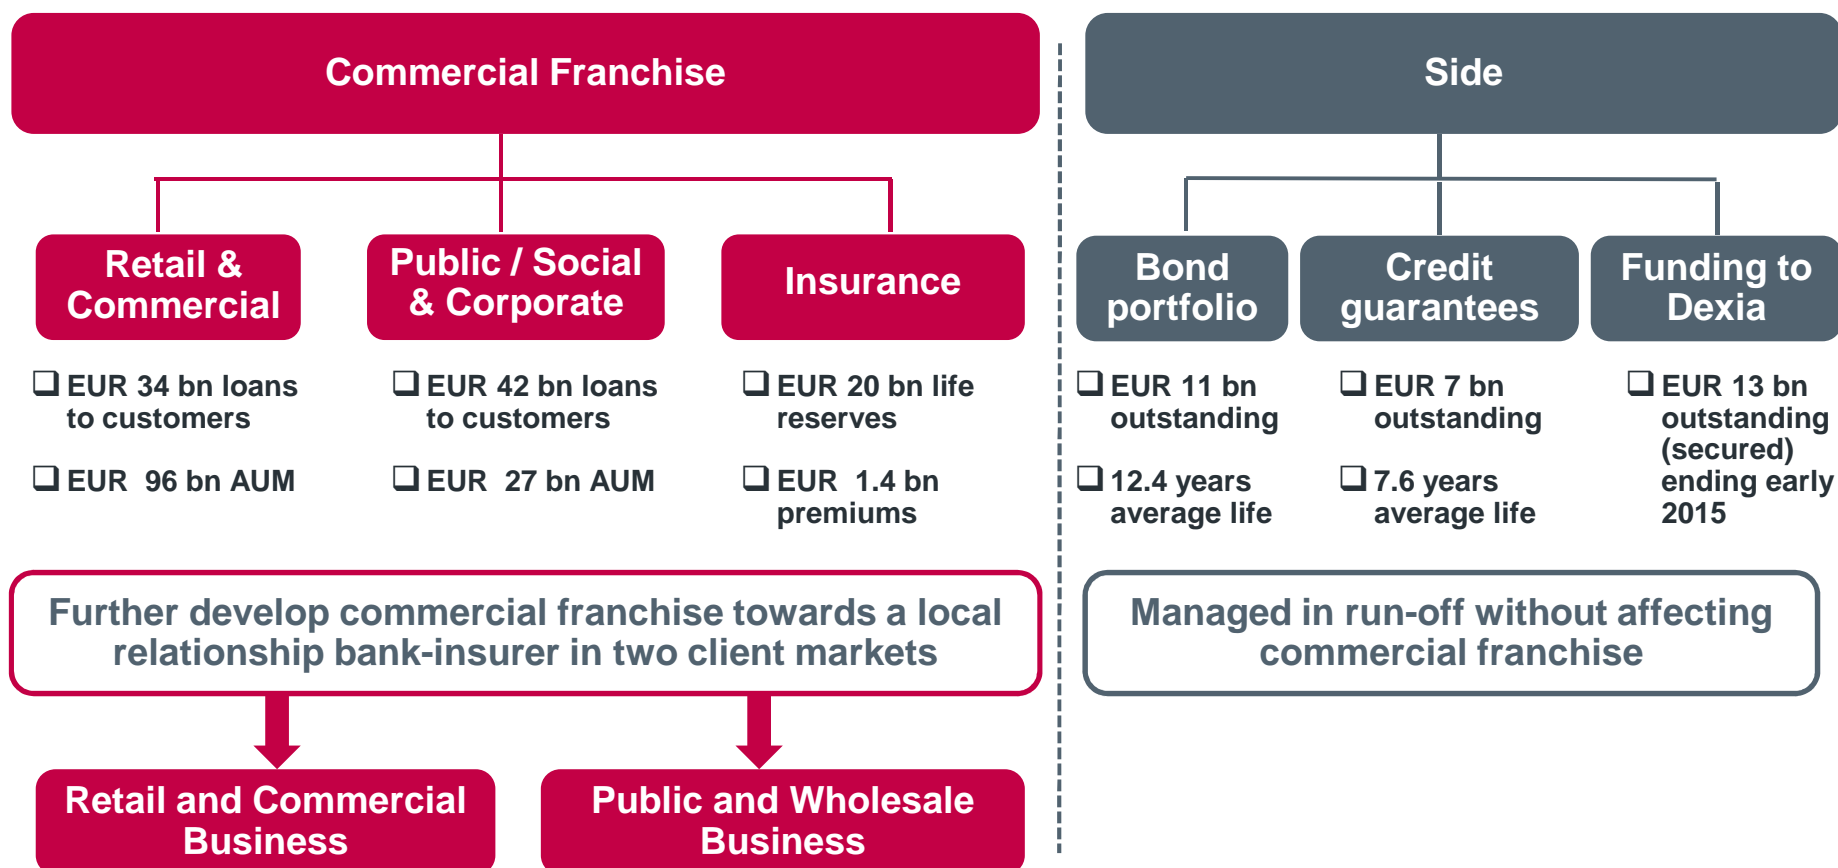 Commercial Franchise
Side
Retail &
Commercial
Public / Social
& Corporate
Insurance
Bond
portfolio
Credit
guarantees
Funding to
Dexia
❑ EUR 34 bn loans
to customers
❑ EUR 96 bn AUM
❑ EUR 42 bn loans
to customers
❑ EUR 27 bn AUM
❑ EUR 20 bn life
reserves
❑ EUR 1.4 bn
premiums
❑ EUR 11 bn
outstanding
❑ 12.4 years
average life
❑ EUR 7 bn
outstanding
❑ 7.6 years
average life
❑ EUR 13 bn
outstanding
(secured)
ending early
2015
Further develop commercial franchise towards a local
relationship bank-insurer in two client markets
Managed in run-off without affecting
commercial franchise
Retail and Commercial
Business
Public and Wholesale
Business